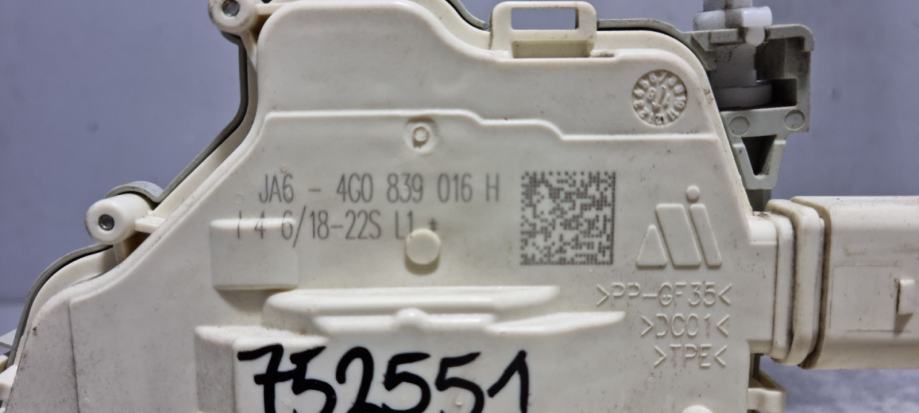 JA6 - 4G0 839 016 H
4 6/18-22S L1 +
>PP-GF35<
>DC01<
>TPE<
752551